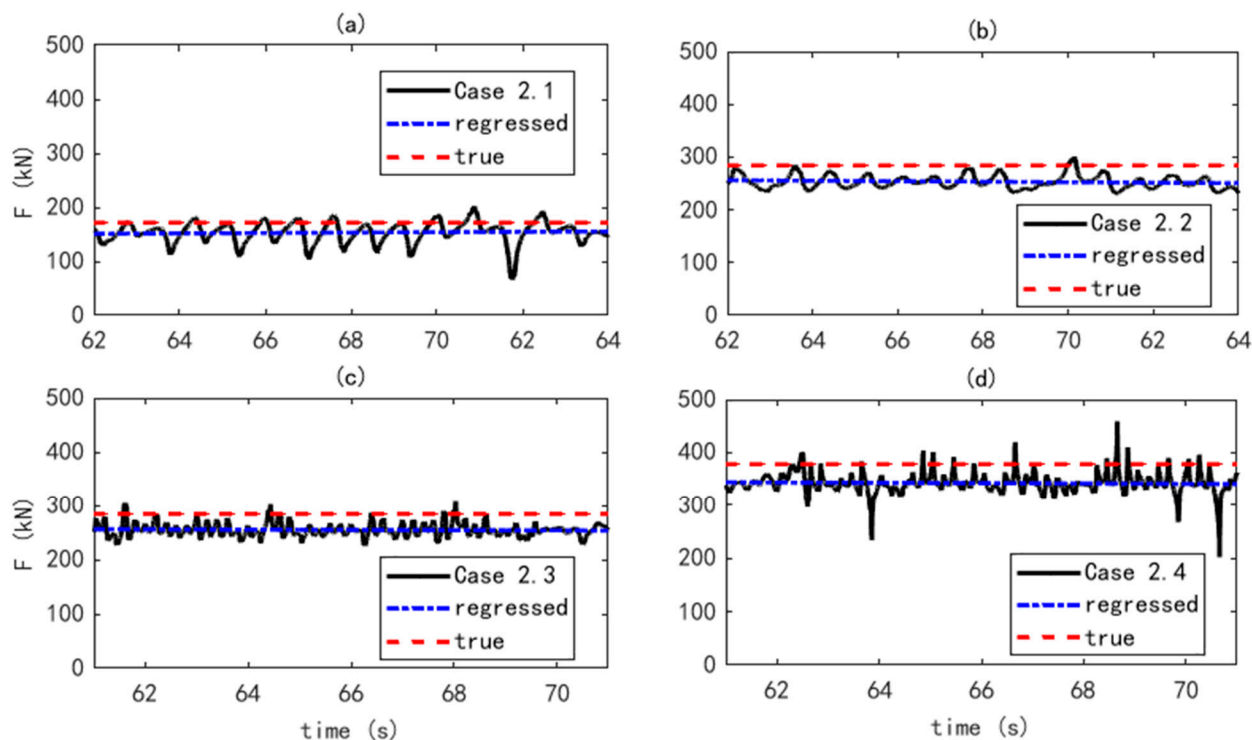 (a)
500
400
300
200
100
0
F (kN)
Case 2.1
regressed
true
62 64 66 68 70 62 64
(b)
500
400
300
200
100
0
Case 2.2
regressed
true
62 64 66 68 70 62 64
(c)
500
400
300
200
100
0
F (kN)
Case 2.3
regressed
true
62 64 66 68 70
time (s)
(d)
500
400
300
200
100
0
Case 2.4
regressed
true
62 64 66 68 70
time (s)